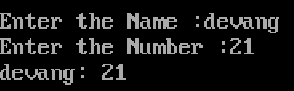 Enter the Name :devang
Enter the Number :21
devang: 21